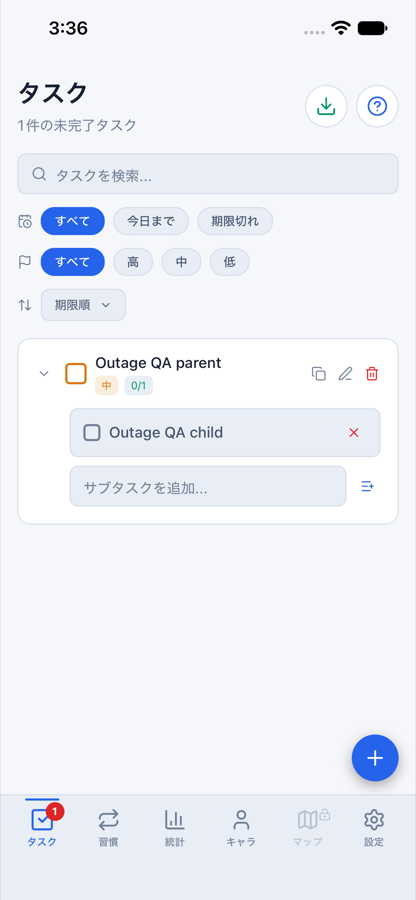 3:36
タスク
1件の未完了タスク
タスクを検索...
すべて 今日まで 期限切れ
すべて 高 中 低
期限順
Outage QA parent
中 0/1
Outage QA child
サブタスクを追加...
1
タスク 習慣 統計 キャラ マップ 設定